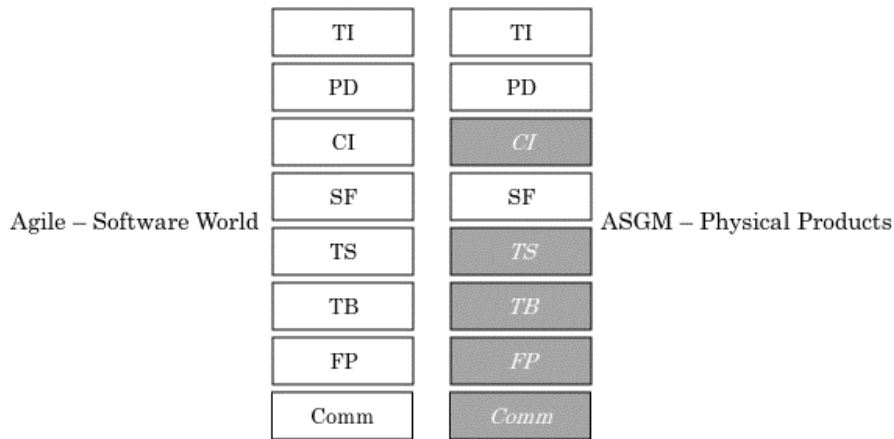 TI TI
PD PD
CI CI
SF SF
Agile – Software World ASGM – Physical Products
TS TS
TB TB
FP FP
Comm Comm